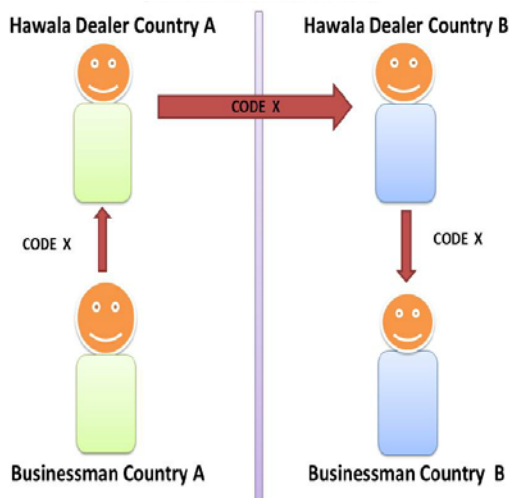 Hawala Dealer Country A
Hawala Dealer Country B
CODE X
CODE X
CODE X
Businessman Country A
Businessman Country B